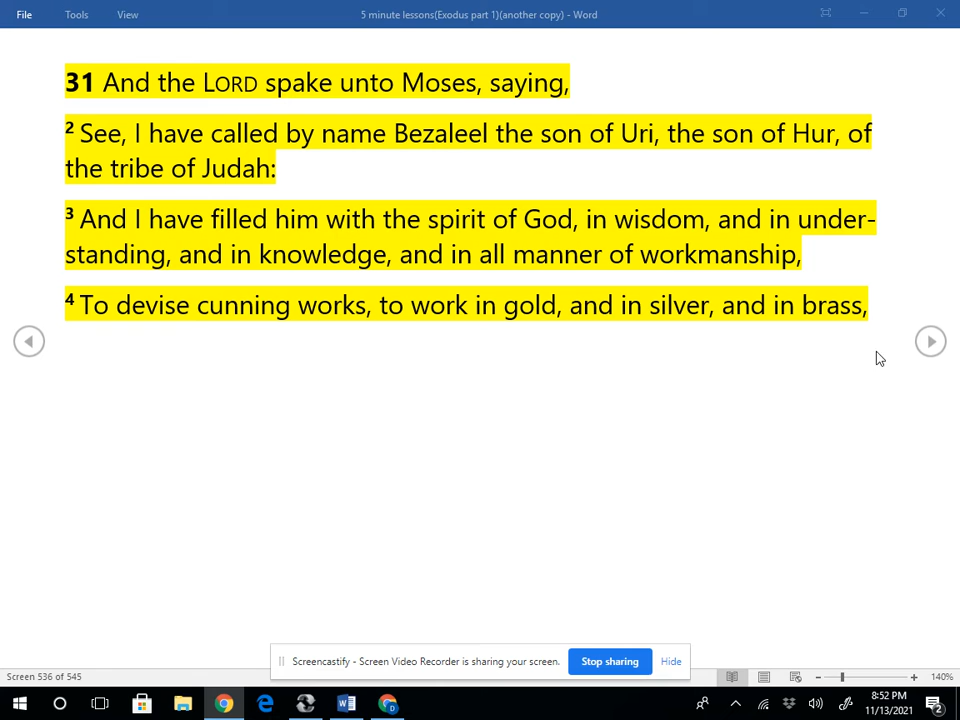 File Tools View 5 minute lessons(Exodus part 1)(another copy) - Word
31 And the LORD spake unto Moses, saying,
2 See, I have called by name Bezaleel the son of Uri, the son of Hur, of
the tribe of Judah:
3 And I have filled him with the spirit of God, in wisdom, and in under-
standing, and in knowledge, and in all manner of workmanship,
4 To devise cunning works, to work in gold, and in silver, and in brass,
Screencastify - Screen Video Recorder is sharing your screen. Stop sharing Hide
Screen 536 of 545 140%
8:52 PM
11/13/2021 2